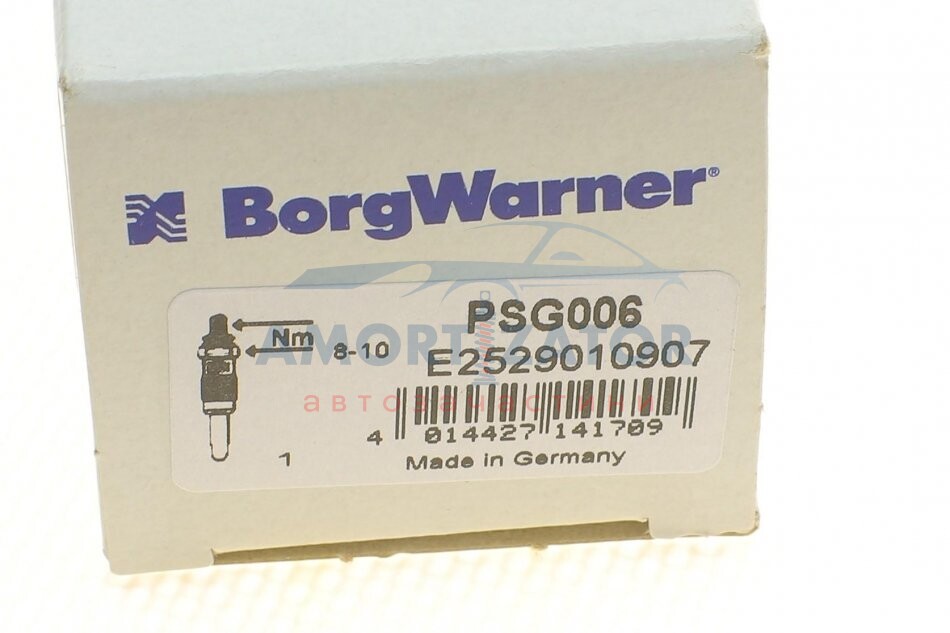 BorgWarner®
PSG006
Nm
8-10
E2529010907
AMORTIZATOR
автозапчастини
4 014427 141709
1
Made in Germany